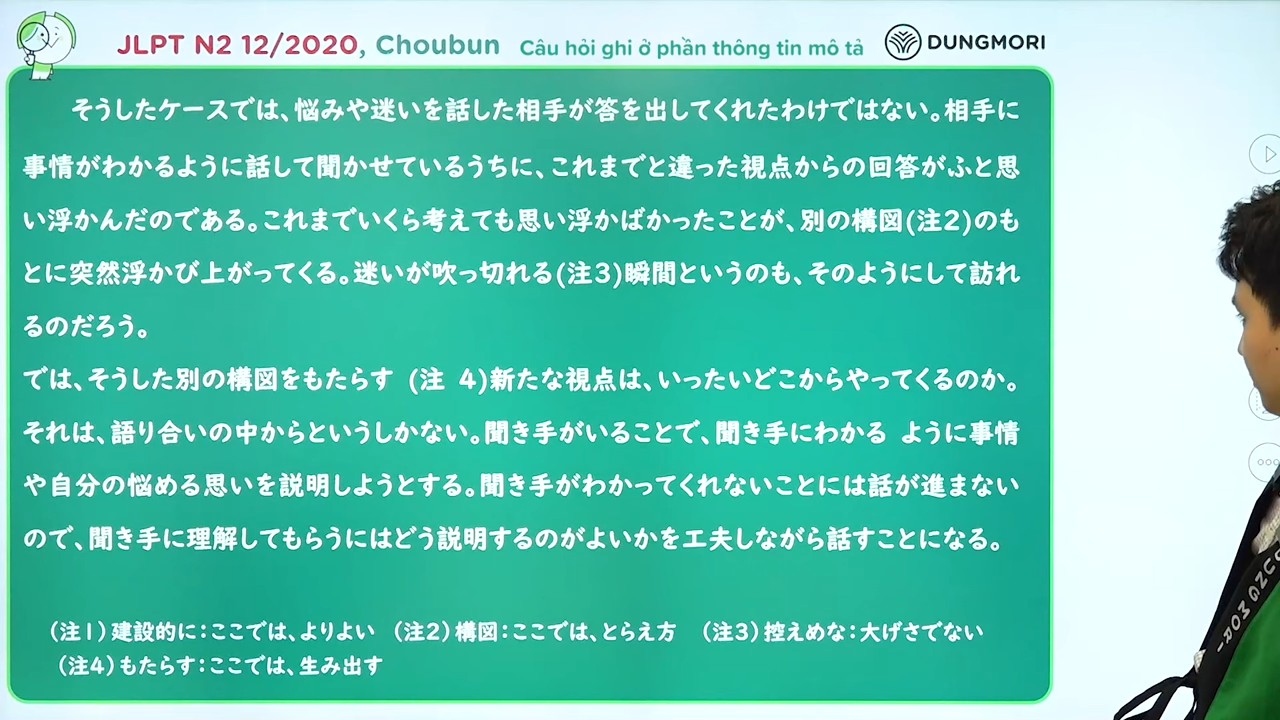 JLPT N2 12/2020, Choubun Câu hỏi ghi ở phần thông tin mô tả DUNGMORI
そうしたケースでは、悩みや迷いを話した相手が答を出してくれたわけではない。相手に
事情がわかるように話して聞かせているうちに、これまでと違った視点からの回答がふと思
い浮かんだのである。これまでいくら考えても思い浮かばかったことが、別の構図(注2)のも
とに突然浮かび上がってくる。迷いが吹っ切れる(注3)瞬間というのも、そのようにして訪れ
るのだろう。
では、そうした別の構図をもたらす (注 4)新たな視点は、いったいどこからやってくるのか。
それは、語り合いの中からというしかない。聞き手がいることで、聞き手にわかる ように事情
や自分の悩める思いを説明しようとする。聞き手がわかってくれないことには話が進まない
ので、聞き手に理解してもらうにはどう説明するのがよいかを工夫しながら話すことになる。
(注1)建設的に:ここでは、よりよい (注2)構図:ここでは、とらえ方 (注3)控えめな:大げさでない
(注4)もたらす:ここでは、生み出す
DUNG MORI